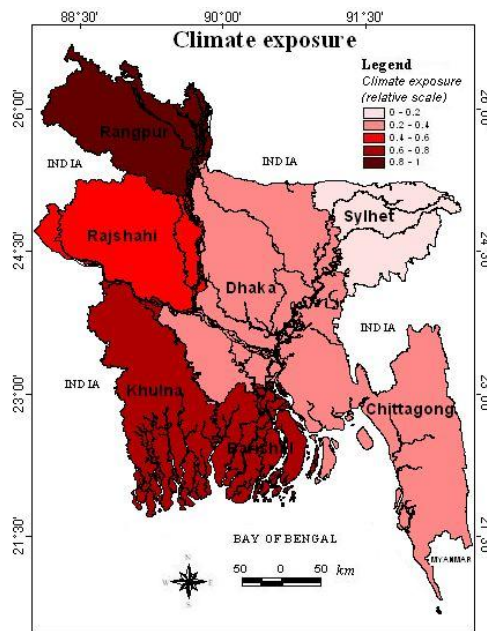 88°30' 90°00' 91°30'
Climate exposure
Legend
Climate exposure
(relative scale)
0 - 0.2
0.2 - 0.4
0.4 - 0.6
0.6 - 0.8
0.8 - 1
26°00'
26°00'
Rangpur
INDIA
INDIA
Sylhet
Rajshahi
24°30'
24°30'
Dhaka
INDIA
INDIA
Khulna
23°00'
23°00'
Chittagong
Barishal
21°30'
21°30'
BAY OF BENGAL
MYANMAR
N
W E
S
50 0 50 km